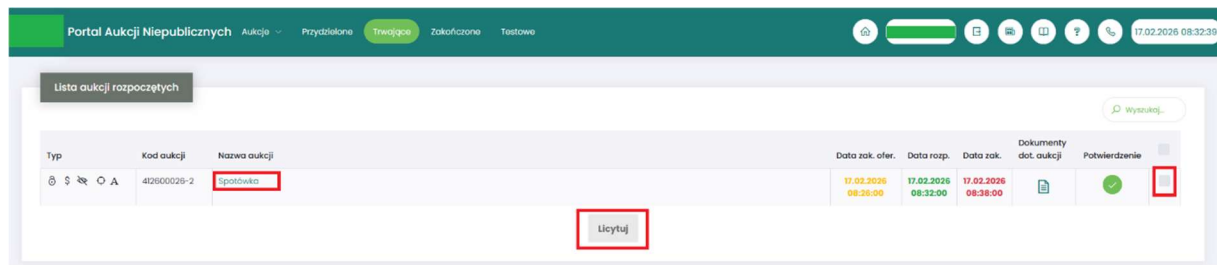 Portal Aukcji Niepublicznych Aukcje Przydzielone Trwające Zakończone Testowe ? 17.02.2026 08:32:39
Lista aukcji rozpoczętych
Wyszukaj...
Typ Kod aukcji Nazwa aukcji Data zak. ofer. Data rozp. Data zak. Dokumenty dot. aukcji Potwierdzenie
$ A 412600026-2 Spotówka 17.02.2026 08:26:00 17.02.2026 08:32:00 17.02.2026 08:38:00
Licytuj